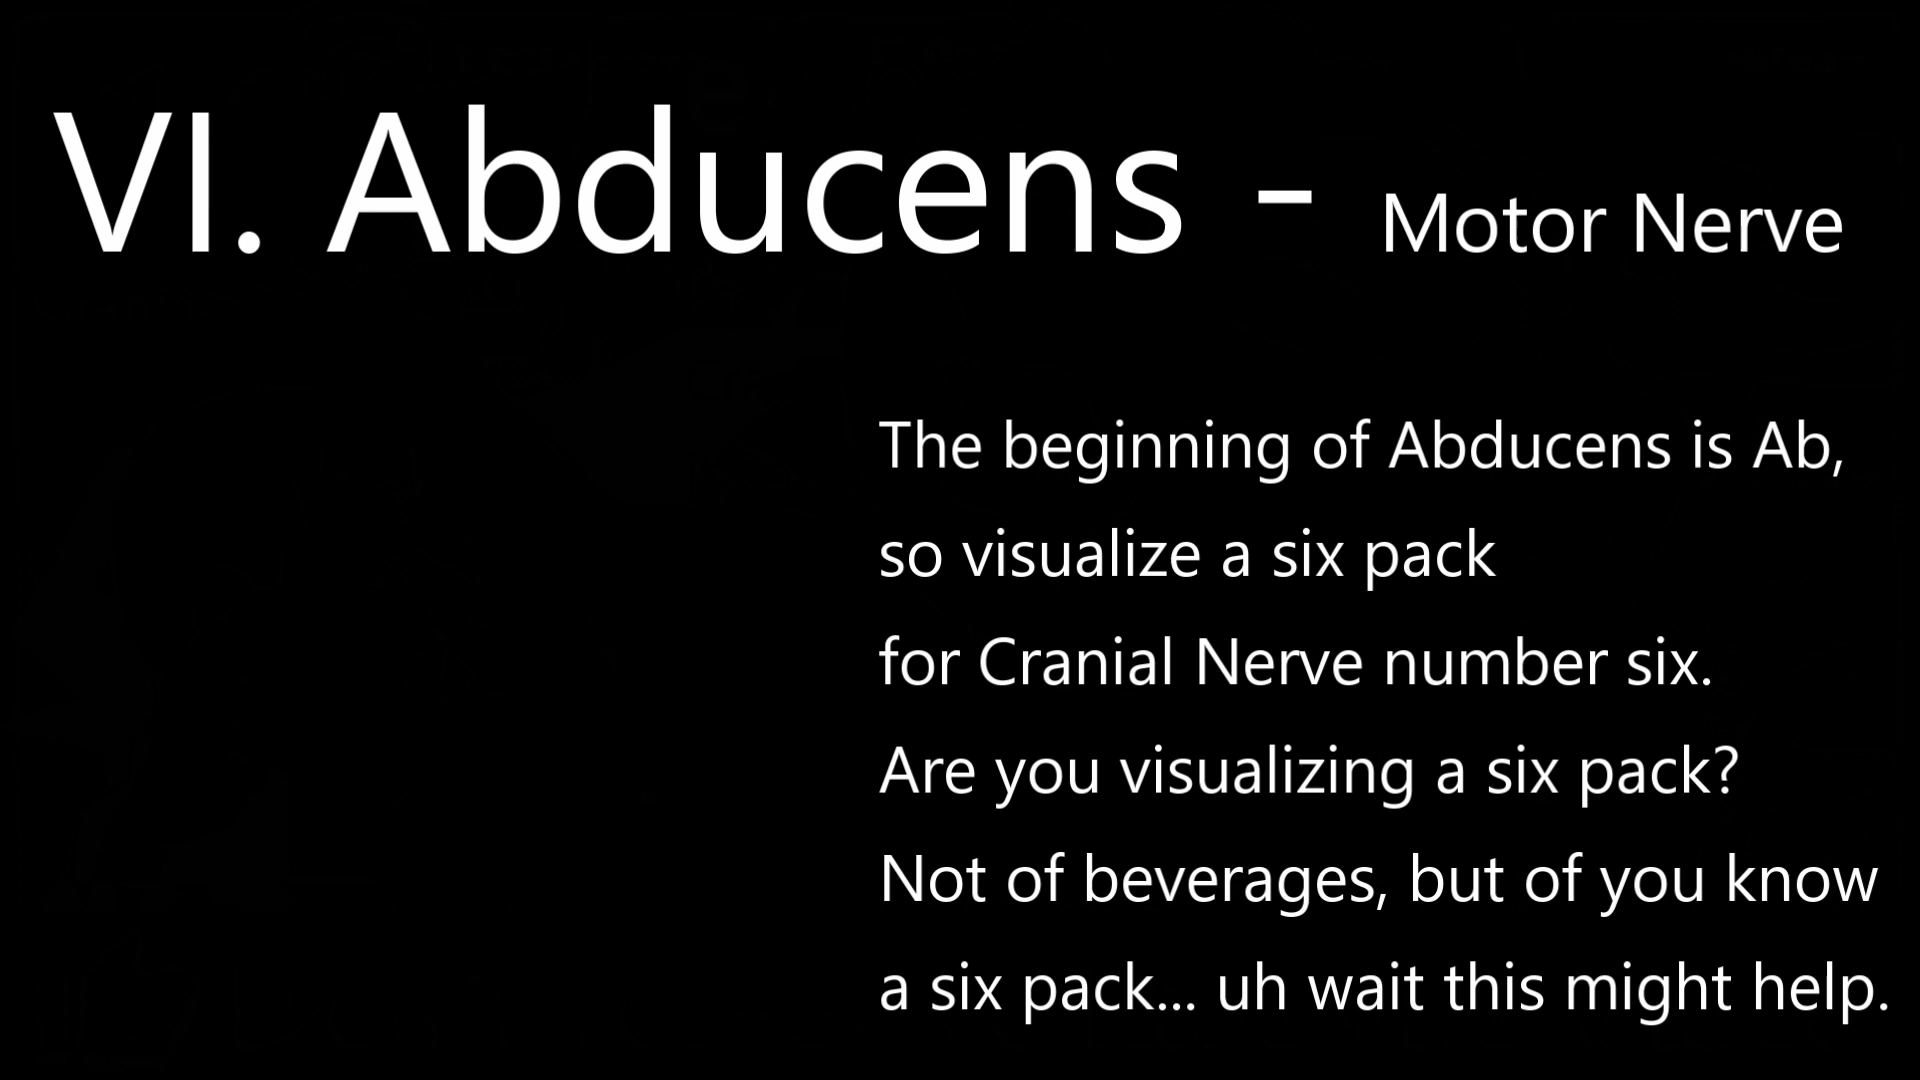 VI. Abducens - Motor Nerve
The beginning of Abducens is Ab,
so visualize a six pack
for Cranial Nerve number six.
Are you visualizing a six pack?
Not of beverages, but of you know
a six pack... uh wait this might help.